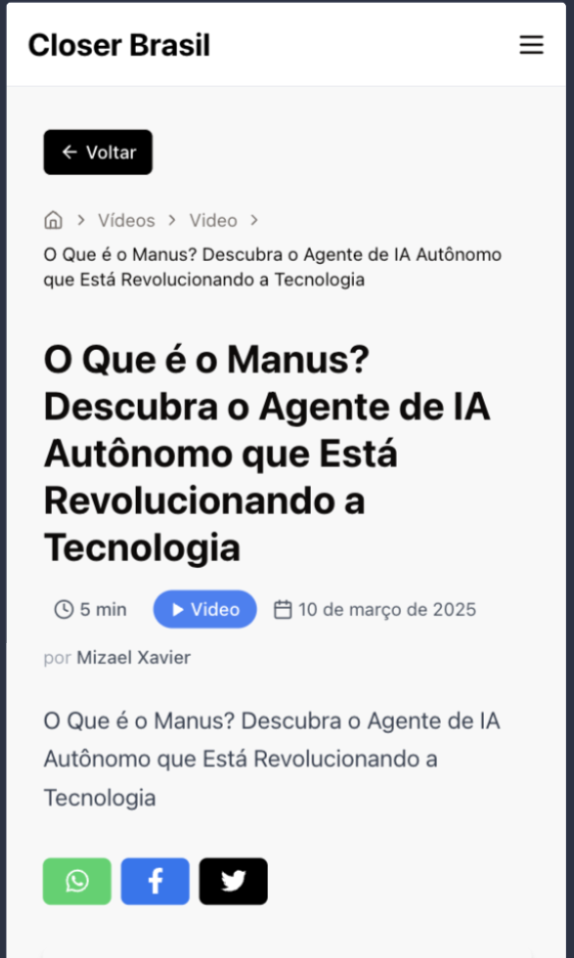 Closer Brasil
Voltar
Vídeos Video
O Que é o Manus? Descubra o Agente de IA Autônomo
que Está Revolucionando a Tecnologia
O Que é o Manus?
Descubra o Agente de IA
Autônomo que Está
Revolucionando a
Tecnologia
5 min Video 10 de março de 2025
por Mizael Xavier
O Que é o Manus? Descubra o Agente de IA
Autônomo que Está Revolucionando a
Tecnologia